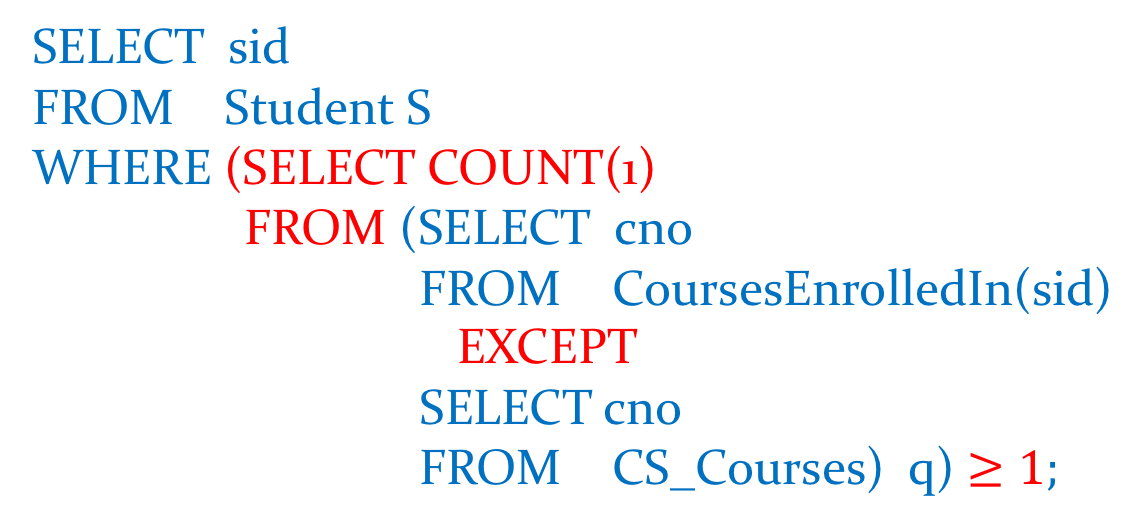 SELECT sid
FROM Student S
WHERE (SELECT COUNT(1)
FROM (SELECT cno
FROM CoursesEnrolledIn(sid)
EXCEPT
SELECT cno
FROM CS_Courses) q) ≥ 1;